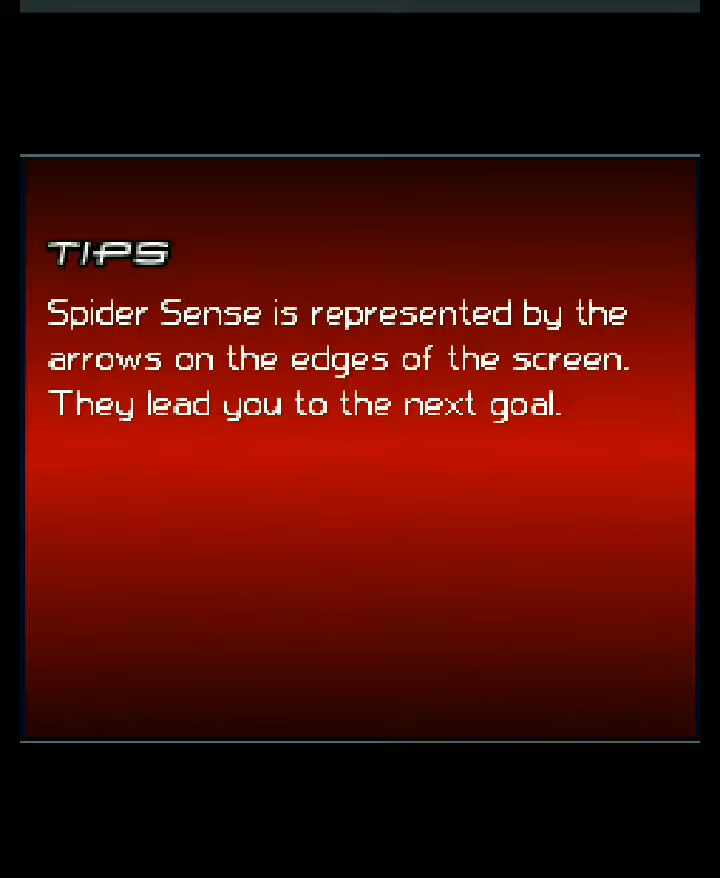 TIPS
Spider Sense is represented by the
arrows on the edges of the screen.
They lead you to the next goal.